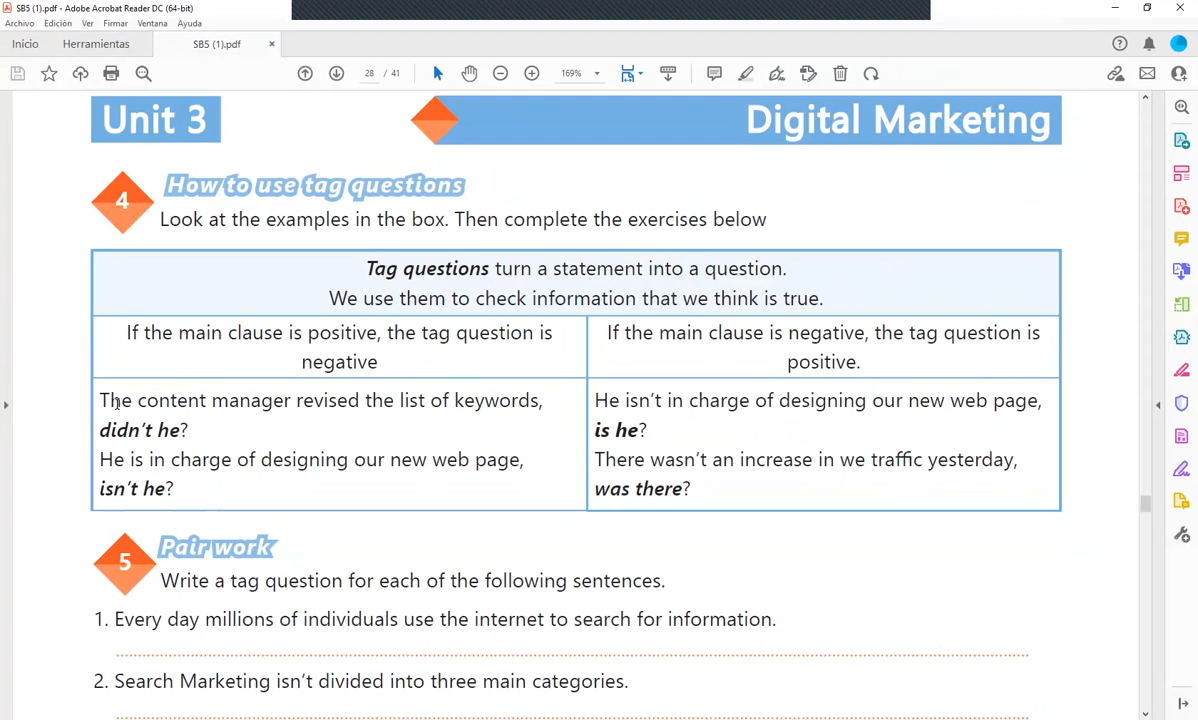 SB5 (1).pdf - Adobe Acrobat Reader DC (64-bit)
Archivo Edición Ver Firmar Ventana Ayuda
Inicio Herramientas SB5 (1).pdf ×
28 / 41 169%
Unit 3 Digital Marketing
4 How to use tag questions
Look at the examples in the box. Then complete the exercises below
Tag questions turn a statement into a question.
We use them to check information that we think is true.
If the main clause is positive, the tag question is
negative
If the main clause is negative, the tag question is
positive.
The content manager revised the list of keywords,
didn't he?
He is in charge of designing our new web page,
isn't he?
He isn't in charge of designing our new web page,
is he?
There wasn't an increase in we traffic yesterday,
was there?
5 Pair work
Write a tag question for each of the following sentences.
1. Every day millions of individuals use the internet to search for information.
2. Search Marketing isn't divided into three main categories.